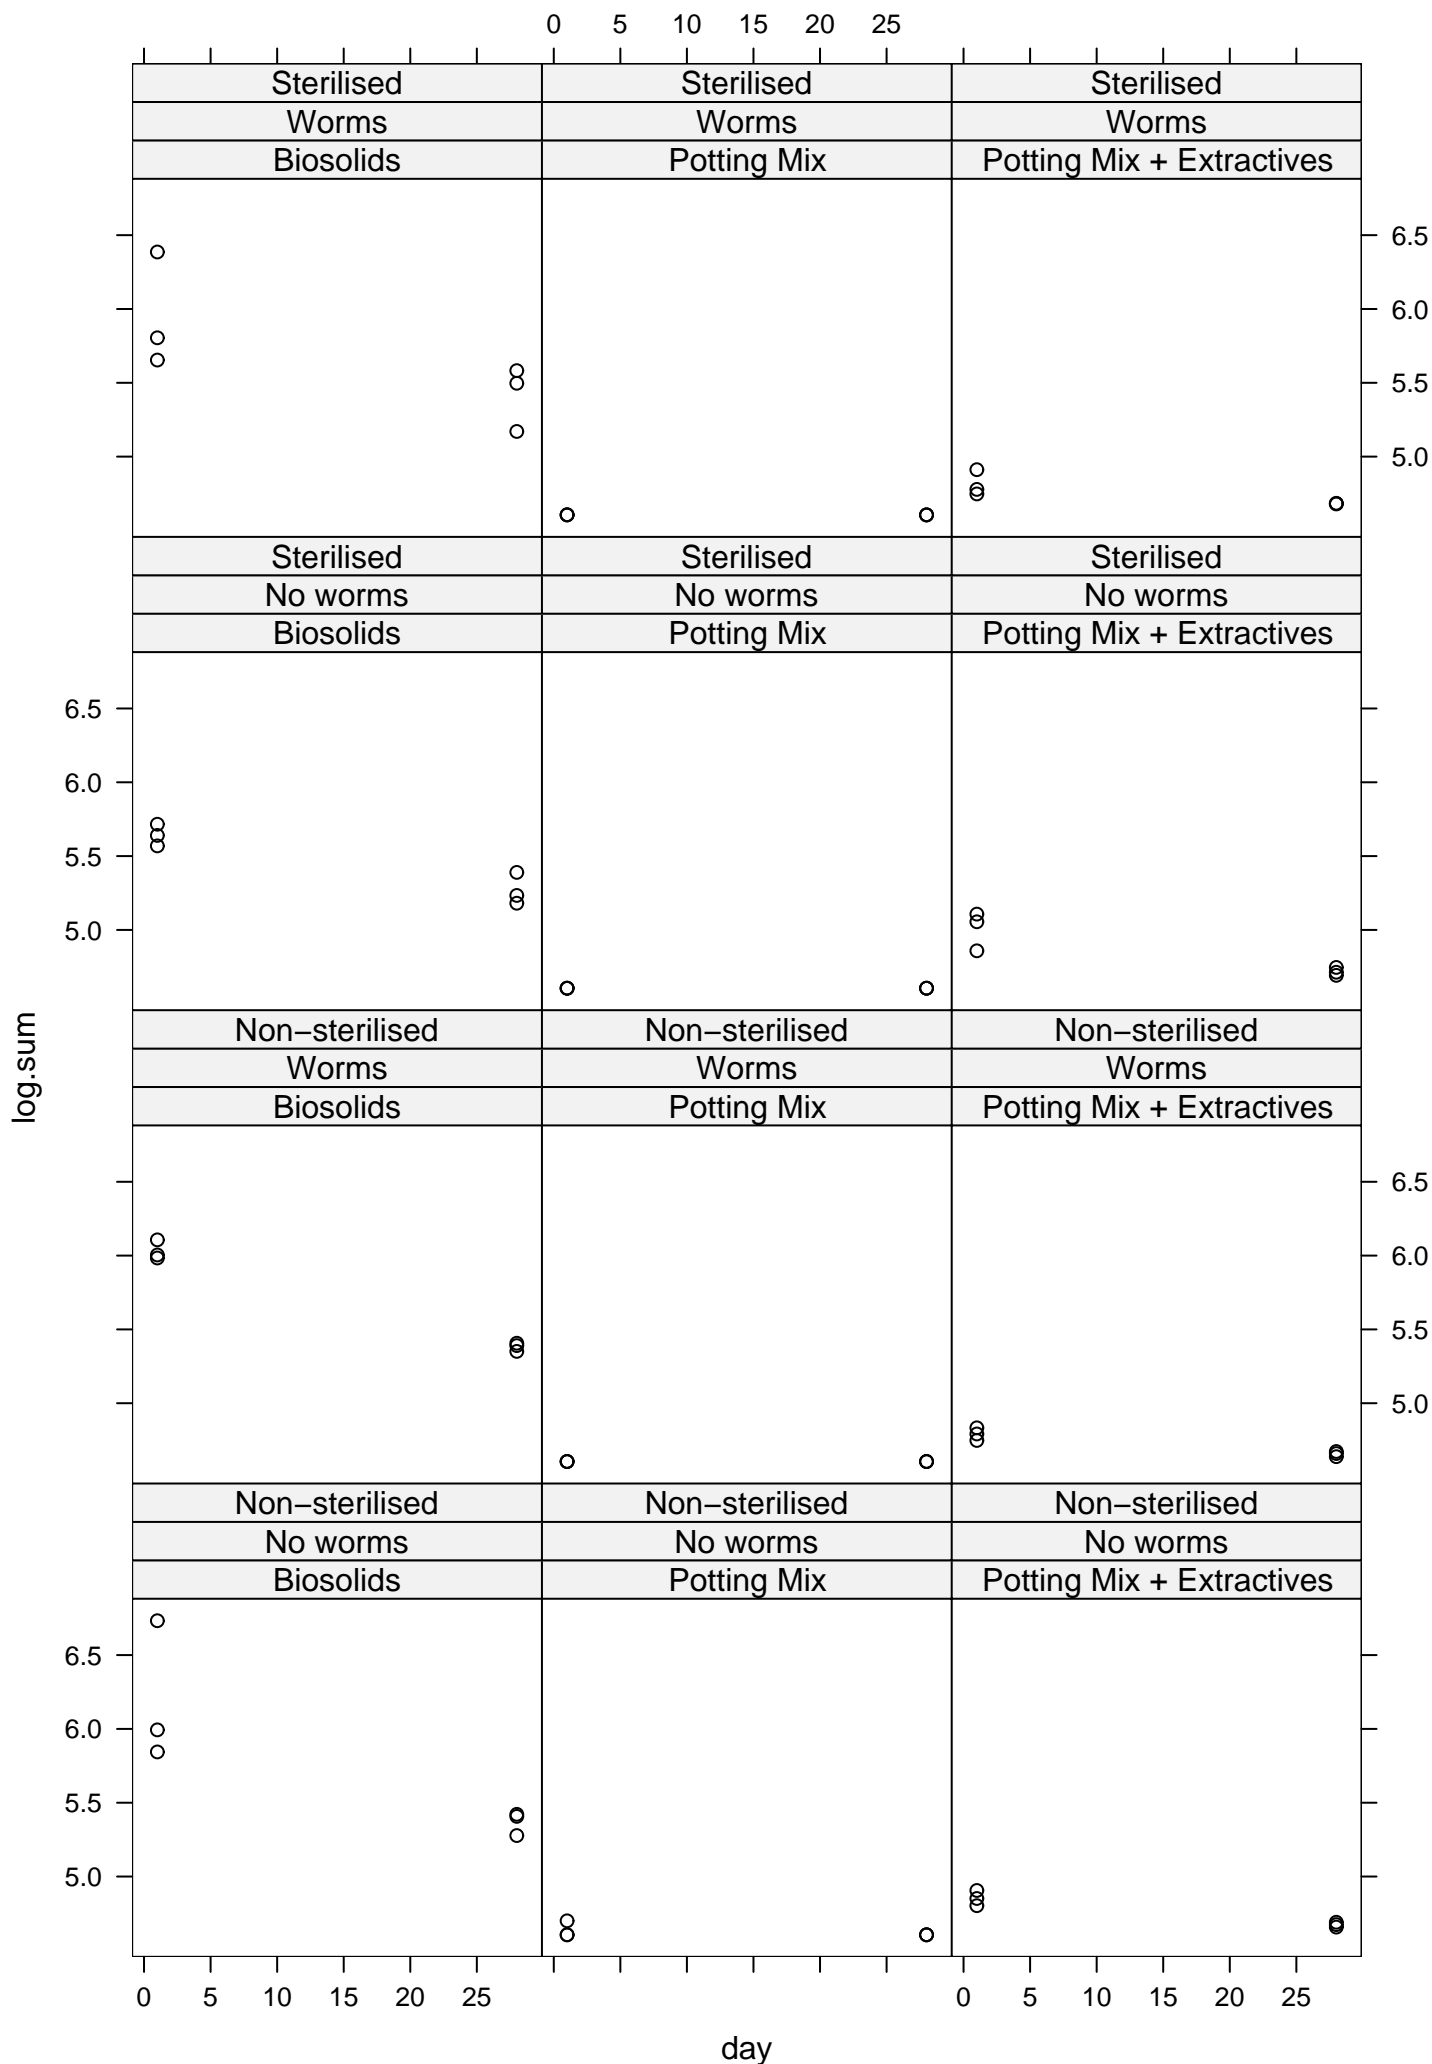 0 5 10 15 20 25
Sterilised Sterilised Sterilised
Worms Worms Worms
Biosolids Potting Mix Potting Mix + Extractives
6.5
6.0
5.5
5.0
Sterilised Sterilised Sterilised
No worms No worms No worms
Biosolids Potting Mix Potting Mix + Extractives
6.5
6.0
5.5
5.0
log.sum
Non−sterilised Non−sterilised Non−sterilised
Worms Worms Worms
Biosolids Potting Mix Potting Mix + Extractives
6.5
6.0
5.5
5.0
Non−sterilised Non−sterilised Non−sterilised
No worms No worms No worms
Biosolids Potting Mix Potting Mix + Extractives
6.5
6.0
5.5
5.0
0 5 10 15 20 25 0 5 10 15 20 25
day